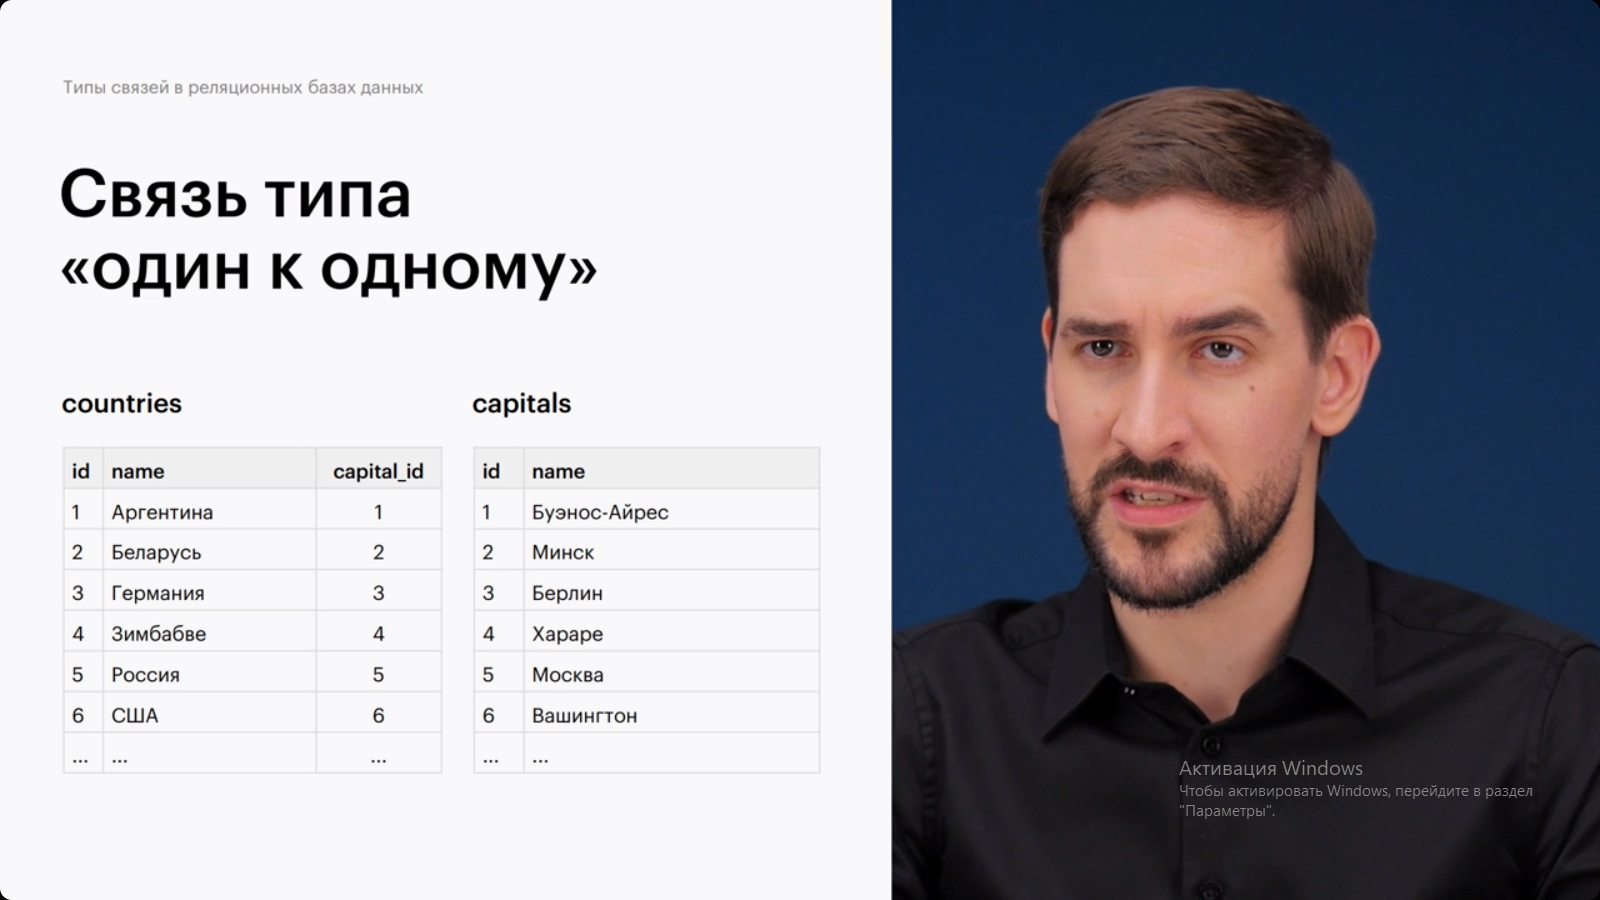 Типы связей в реляционных базах данных
Связь типа
«один к одному»
countries
id name capital_id
1 Аргентина 1
2 Беларусь 2
3 Германия 3
4 Зимбабве 4
5 Россия 5
6 США 6
... ... ...
capitals
id name
1 Буэнос-Айрес
2 Минск
3 Берлин
4 Хараре
5 Москва
6 Вашингтон
... ...
Активация Windows
Чтобы активировать Windows, перейдите в раздел
"Параметры".